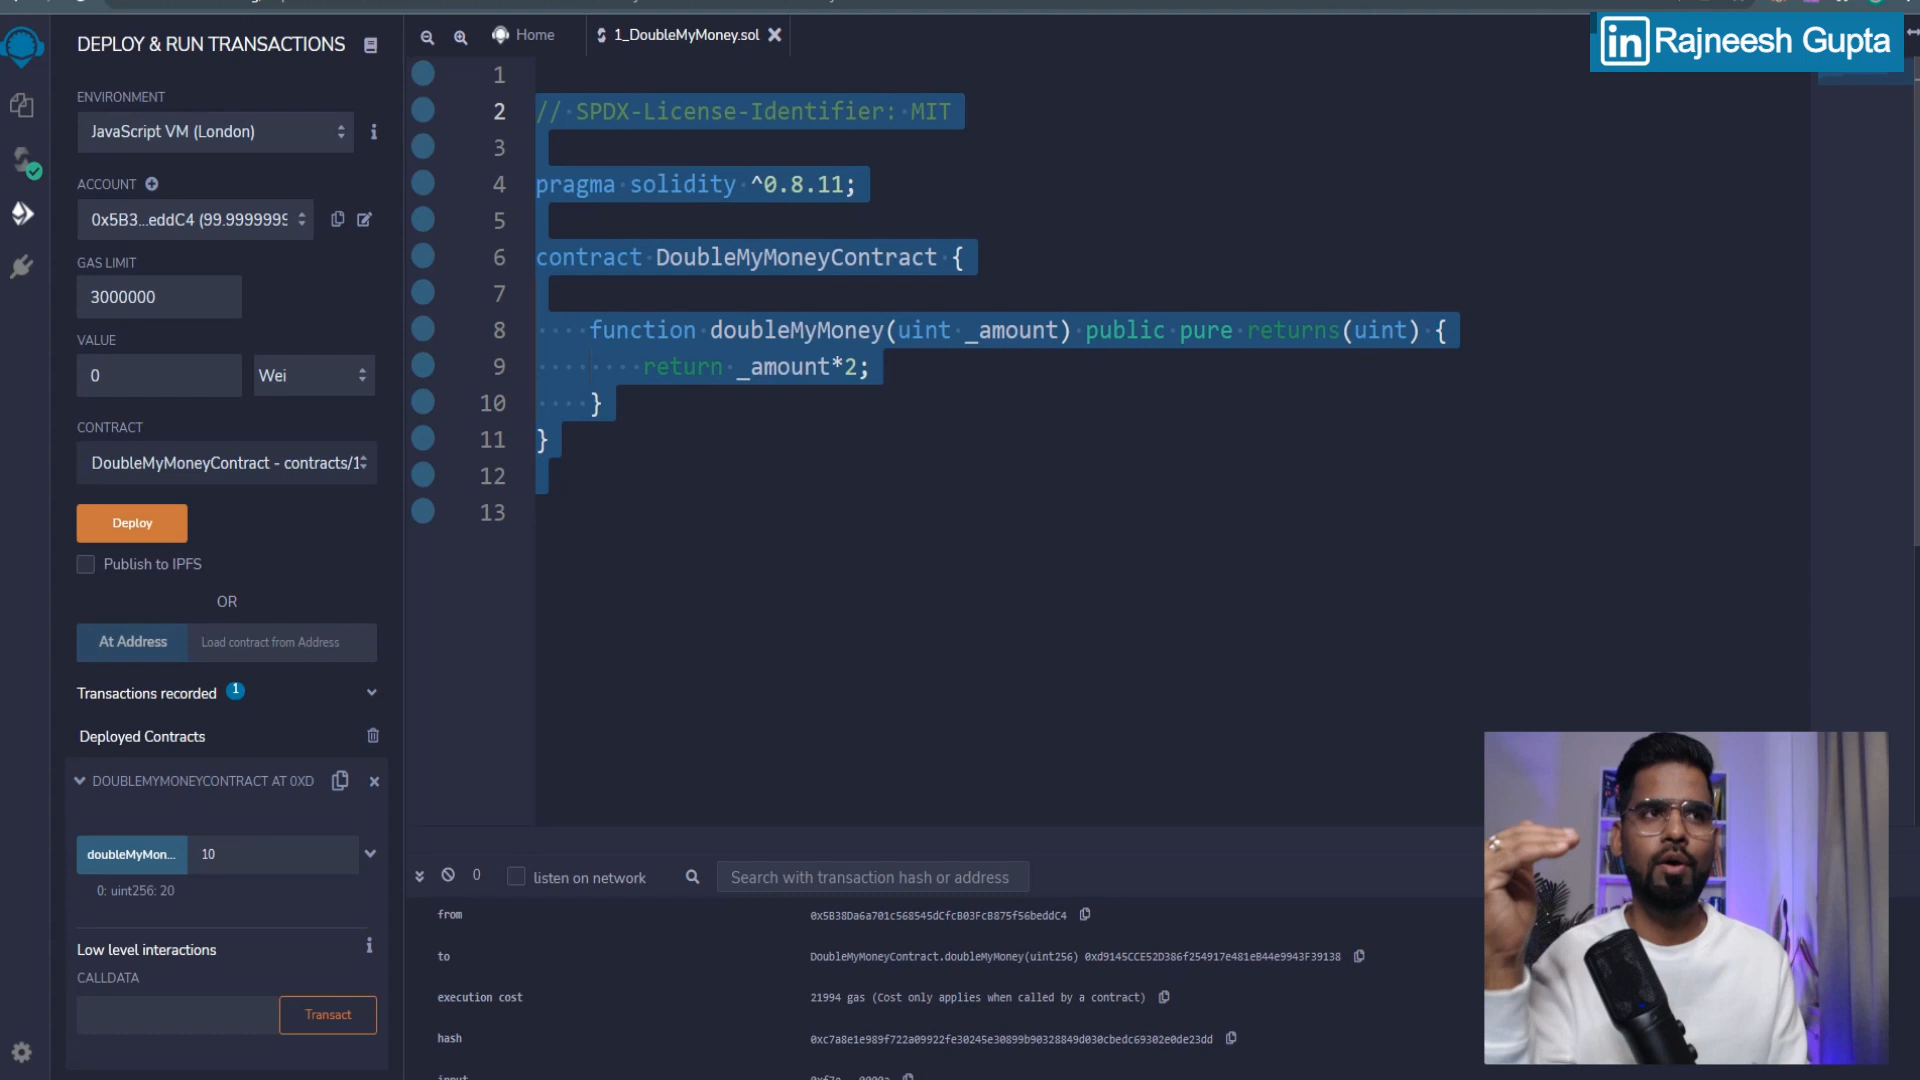 DEPLOY & RUN TRANSACTIONS
ENVIRONMENT
JavaScript VM (London)
ACCOUNT
0x5B3...eddC4 (99.9999999
GAS LIMIT
3000000
VALUE
0
Wei
CONTRACT
DoubleMyMoneyContract - contracts/1
Deploy
Publish to IPFS
OR
At Address
Load contract from Address
Transactions recorded 1
Deployed Contracts
DOUBLEMYMONEYCONTRACT AT 0XD
doubleMyMon...
10
0: uint256: 20
Low level interactions
CALLDATA
Transact
Home
1_DoubleMyMoney.sol
in Rajneesh Gupta
1
2 // SPDX-License-Identifier: MIT
3
4 pragma solidity ^0.8.11;
5
6 contract DoubleMyMoneyContract {
7
8 function doubleMyMoney(uint _amount) public pure returns(uint) {
9 return _amount*2;
10 }
11 }
12
13
0
listen on network
Search with transaction hash or address
from 0x5B38Da6a701c568545dCfcB03FcB875f56beddC4
to DoubleMyMoneyContract.doubleMyMoney(uint256) 0xd9145CCE52D386f254917e481eB44e9943F39138
execution cost 21994 gas (Cost only applies when called by a contract)
hash 0xc7a8e1e989f722a09922fe30245e30899b90328849d030cbedc69302e0de23dd